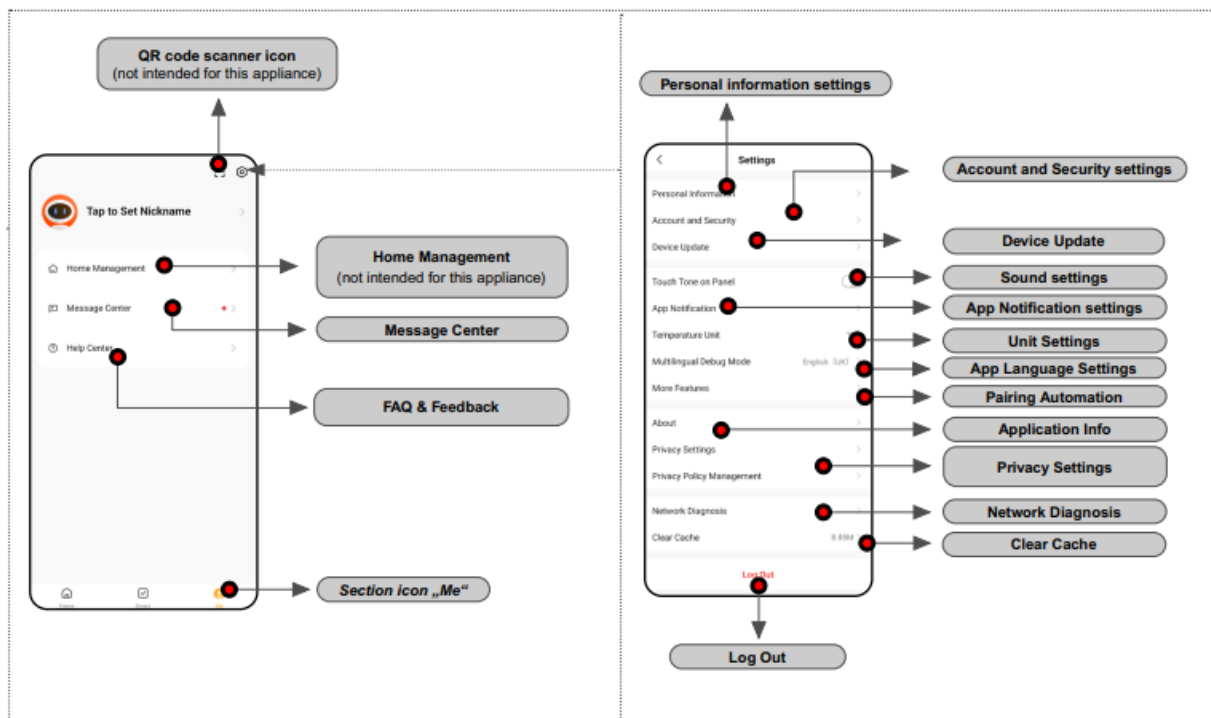 QR code scanner icon
(not intended for this appliance)
Tap to Set Nickname
Home Management
Message Center
Help Center
Home Management
(not intended for this appliance)
Message Center
FAQ & Feedback
Section icon „Me“
Home
Smart
Personal information settings
Settings
Personal Information
Account and Security
Device Update
Touch Tone on Panel
App Notification
Temperature Unit
Multilingual Debug Mode English (UK)
More Features
About
Privacy Settings
Privacy Policy Management
Network Diagnosis
Clear Cache 8.85M
Log Out
Account and Security settings
Device Update
Sound settings
App Notification settings
Unit Settings
App Language Settings
Pairing Automation
Application Info
Privacy Settings
Network Diagnosis
Clear Cache
Log Out